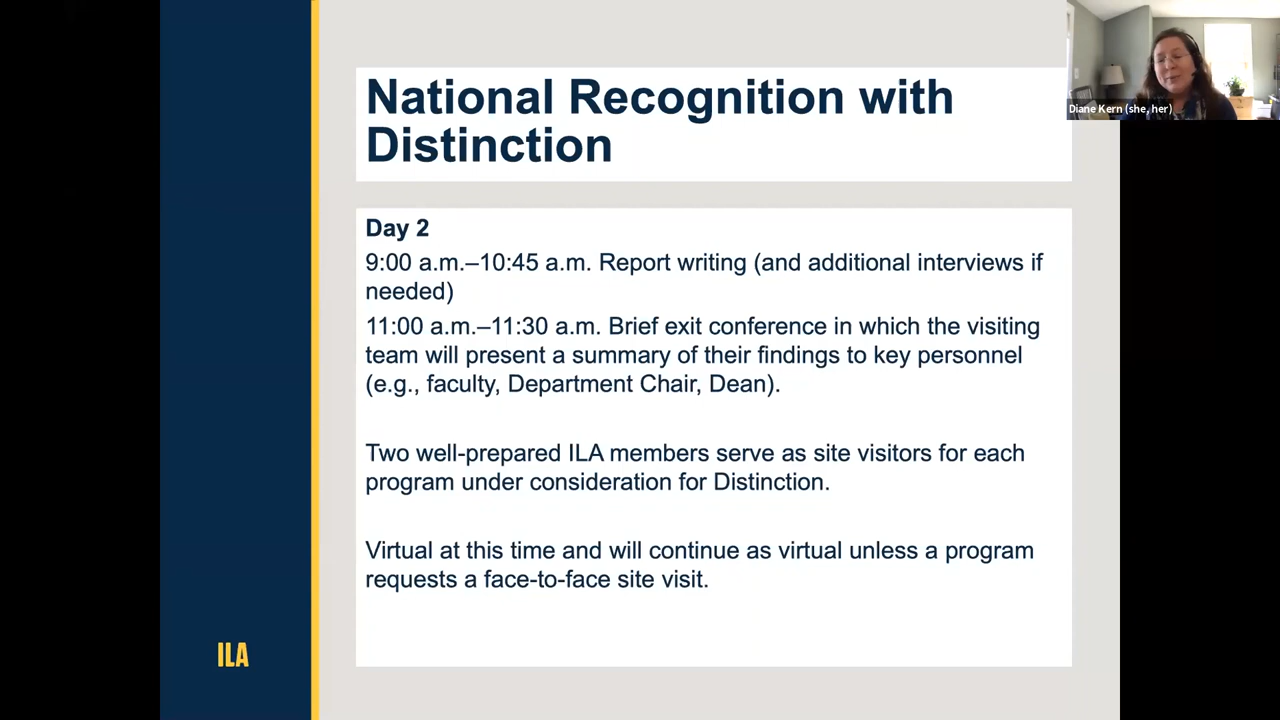 National Recognition with
Distinction
Diane Kern (she, her)
Day 2
9:00 a.m.–10:45 a.m. Report writing (and additional interviews if
needed)
11:00 a.m.–11:30 a.m. Brief exit conference in which the visiting
team will present a summary of their findings to key personnel
(e.g., faculty, Department Chair, Dean).
Two well-prepared ILA members serve as site visitors for each
program under consideration for Distinction.
Virtual at this time and will continue as virtual unless a program
requests a face-to-face site visit.
ILA